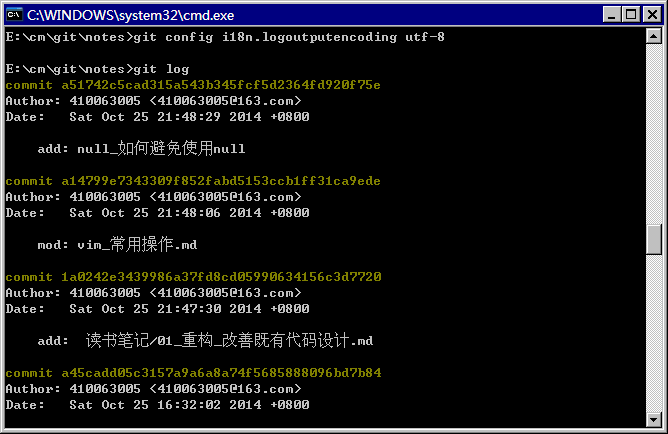 C:\WINDOWS\system32\cmd.exe
E:\cm\git\notes>git config i18n.logoutputencoding utf-8
E:\cm\git\notes>git log
commit a51742c5cad315a543b345fcf5d2364fd920f75e
Author: 410063005 <410063005@163.com>
Date:   Sat Oct 25 21:48:29 2014 +0800
add: null_如何避免使用null
commit a14799e7343309f852fabd5153ccb1ff31ca9ede
Author: 410063005 <410063005@163.com>
Date:   Sat Oct 25 21:48:06 2014 +0800
mod: vim_常用操作.md
commit 1a0242e3439986a37fd8cd05990634156c3d7720
Author: 410063005 <410063005@163.com>
Date:   Sat Oct 25 21:47:30 2014 +0800
add:  读书笔记/01_重构_改善既有代码设计.md
commit a45cadd05c3157a9a6a8a74f5685888096bd7b84
Author: 410063005 <410063005@163.com>
Date:   Sat Oct 25 16:32:02 2014 +0800